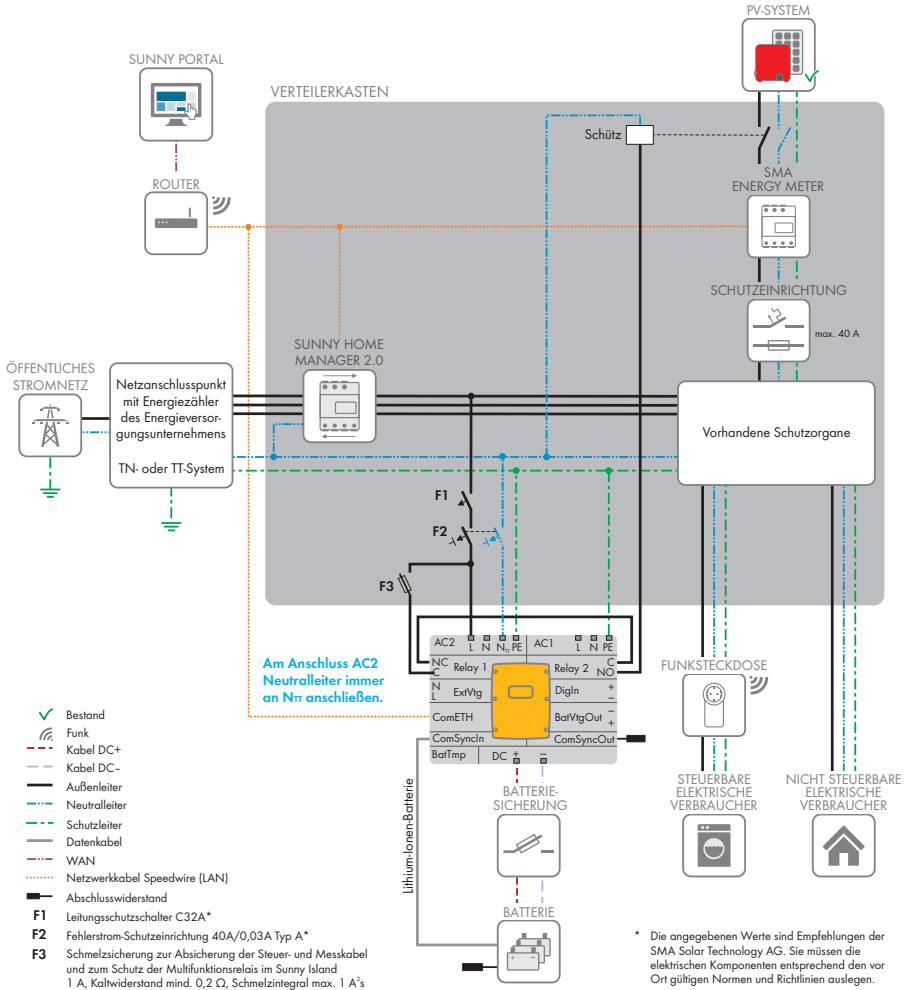 PV-SYSTEM
SUNNY PORTAL
VERTEILERKASTEN
Schütz
ROUTER
SMA
ENERGY METER
SCHUTZEINRICHTUNG
max. 40 A
SUNNY HOME
MANAGER 2.0
ÖFFENTLICHES
STROMNETZ
Netzanschlusspunkt
mit Energiezähler
des Energieversor-
gungsunternehmens
TN- oder TT-System
Vorhandene Schutzorgane
F1
F2
F3
AC2 L N Nπ PE AC1 L N PE
NC
C
Relay 1
Relay 2
C
NO
N
L
ExtVtg
DigIn
+
–
ComETH
BatVtgOut
–
+
ComSyncIn
ComSyncOut
BatTmp
DC + –
Am Anschluss AC2
Neutralleiter immer
an Nπ anschließen.
FUNKSTECKDOSE
STEUERBARE
ELEKTRISCHE
VERBRAUCHER
NICHT STEUERBARE
ELEKTRISCHE
VERBRAUCHER
BATTERIE-
SICHERUNG
Lithium-Ionen-Batterie
BATTERIE
Bestand
Funk
Kabel DC+
Kabel DC–
Außenleiter
Neutralleiter
Schutzleiter
Datenkabel
WAN
Netzwerkkabel Speedwire (LAN)
Abschlusswiderstand
F1 Leitungsschutzschalter C32A*
F2 Fehlerstrom-Schutzeinrichtung 40A/0,03A Typ A*
F3 Schmelzsicherung zur Absicherung der Steuer- und Messkabel
und zum Schutz der Multifunktionsrelais im Sunny Island
1 A, Kaltwiderstand mind. 0,2 Ω, Schmelzintegral max. 1 A²s
* Die angegebenen Werte sind Empfehlungen der
SMA Solar Technology AG. Sie müssen die
elektrischen Komponenten entsprechend den vor
Ort gültigen Normen und Richtlinien auslegen.